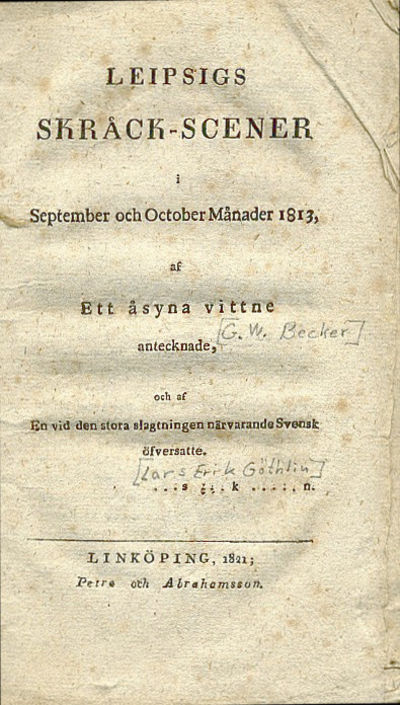 LEIPSIGS
SKRÅCK-SCENER
i
September och October Månader 1813,
af
Ett åsyna vittne
[G. W. Becker]
antecknade,
och af
En vid den stora slagtningen närvarande Svensk
öfversatte.
[Lars Erik Göthlin]
LINKÖPING, 1821;
Petre och Abrahamsson.